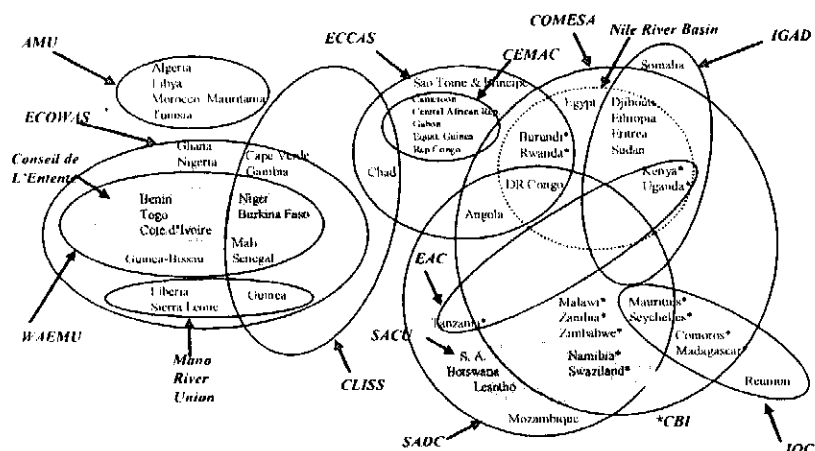 COMESA
AMU
ECCAS
Nile River Basin
IGAD
CEMAC
Somalia
Algeria
Libya
Morocco Mauritania
Tunisia
Sao Tome & Principe
Cameroon
Central African Rep
Gabon
Equat. Guinea
Rep Congo
Egypt
Djibouti
Ethiopia
Eritrea
Sudan
ECOWAS
Ghana
Nigeria
Cape Verde
Gambia
Burundi*
Rwanda*
Conseil de
L'Entente
Chad
Kenya*
Uganda*
Benin
Togo
Cote d'Ivoire
Niger
Burkina Faso
DR Congo
Angola
Mali
Senegal
Guinea-Bissau
EAC
Liberia
Sierra Leone
Guinea
Tanzania*
Malawi*
Zambia*
Zimbabwe*
Mauritus*
Seychelles*
WAEMU
SACU
Comoros*
Madagascar*
Mano
River
Union
CLISS
S. A.
Botswana
Lesotho
Namibia*
Swaziland*
Reunion
Mozambique
*CBI
SADC
IOC